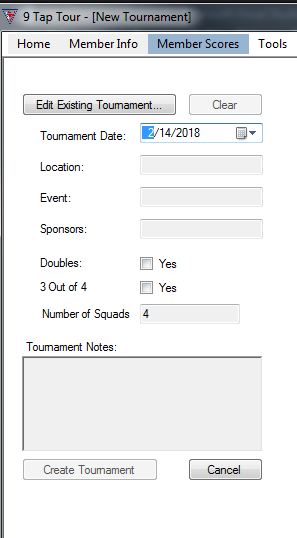 9 Tap Tour - [New Tournament]
Home Member Info Member Scores Tools
Edit Existing Tournament... Clear
Tournament Date: 2/14/2018
Location:
Event:
Sponsors:
Doubles: Yes
3 Out of 4 Yes
Number of Squads 4
Tournament Notes:
Create Tournament Cancel